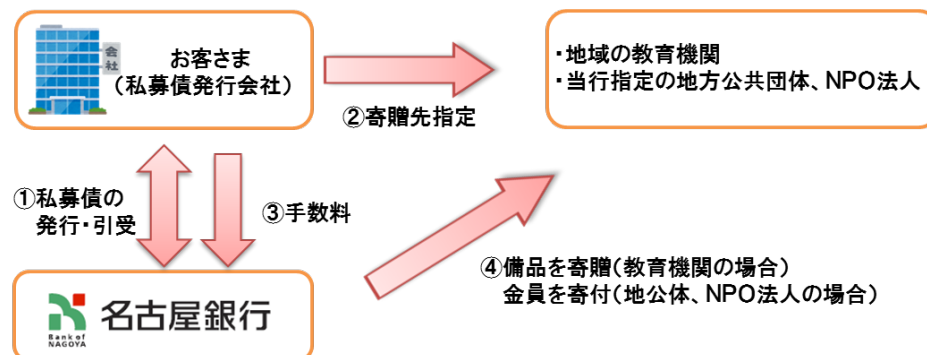 会
社
お客さま
（私募債発行会社）
・地域の教育機関
・当行指定の地方公共団体、NPO法人
②寄贈先指定
①私募債の
発行・引受
③手数料
④備品を寄贈（教育機関の場合）
金員を寄付（地公体、NPO法人の場合）
名古屋銀行
Bank of
NAGOYA